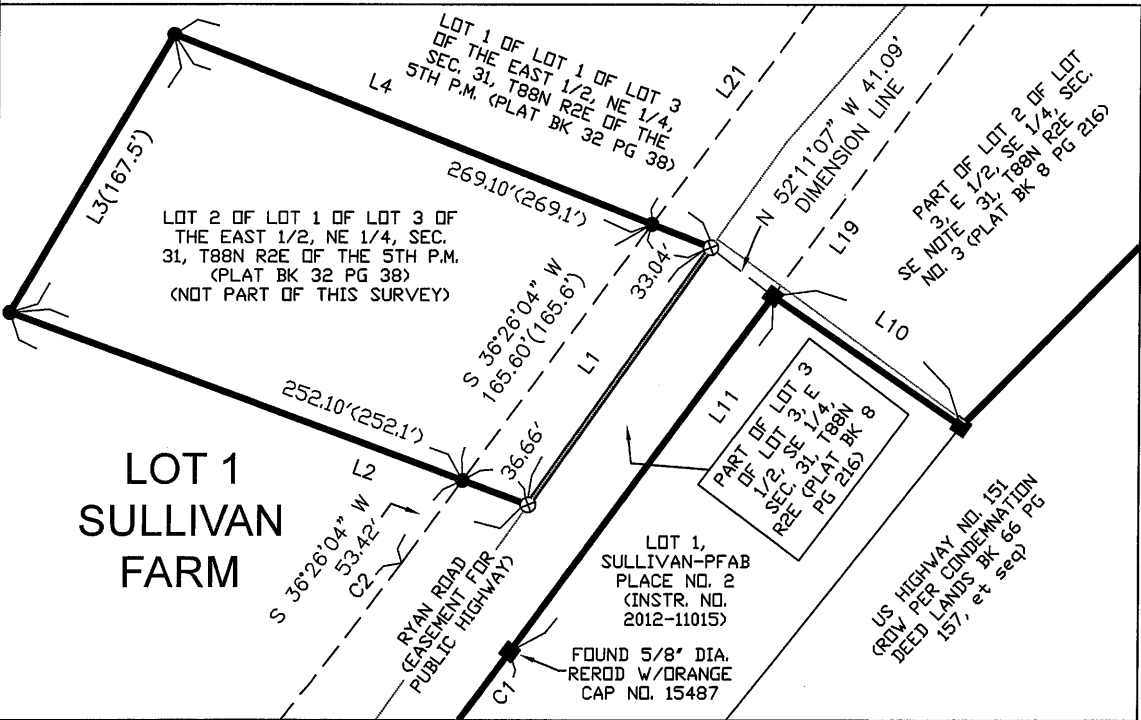 LOT 1 OF LOT 1 OF LOT 3
OF THE EAST 1/2, NE 1/4,
SEC. 31, T88N R2E OF THE
5TH P.M. (PLAT BK 32 PG 38)
L4
L21
N 52°11'07" W 41.09'
DIMENSION LINE
PART OF LOT 2 OF LOT
3, E 1/2, SE 1/4, SEC.
SE NOTE 31, T88N R2E
NO. 3 (PLAT BK 8 PG 216)
L3(167.5')
269.10'(269.1')
LOT 2 OF LOT 1 OF LOT 3 OF
THE EAST 1/2, NE 1/4, SEC.
31, T88N R2E OF THE 5TH P.M.
(PLAT BK 32 PG 38)
(NOT PART OF THIS SURVEY)
33.04'
L19
L10
S 36°26'04" W
165.60'(165.6')
L1
L11
252.10'(252.1')
L2
36.66'
PART OF LOT 3
OF LOT 3, E
1/2, SE 1/4,
SEC. 31, T88N
R2E (PLAT BK 8
PG 216)
LOT 1
SULLIVAN
FARM
S 36°26'04" W
53.42'
C2
RYAN ROAD
(EASEMENT FOR
PUBLIC HIGHWAY)
LOT 1,
SULLIVAN-PFAB
PLACE NO. 2
(INSTR. NO.
2012-11015)
US HIGHWAY NO. 151
(ROW PER CONDEMNATION
DEED LANDS BK 66 PG
157, et seq)
FOUND 5/8" DIA.
REROD W/ORANGE
CAP NO. 15487
C1